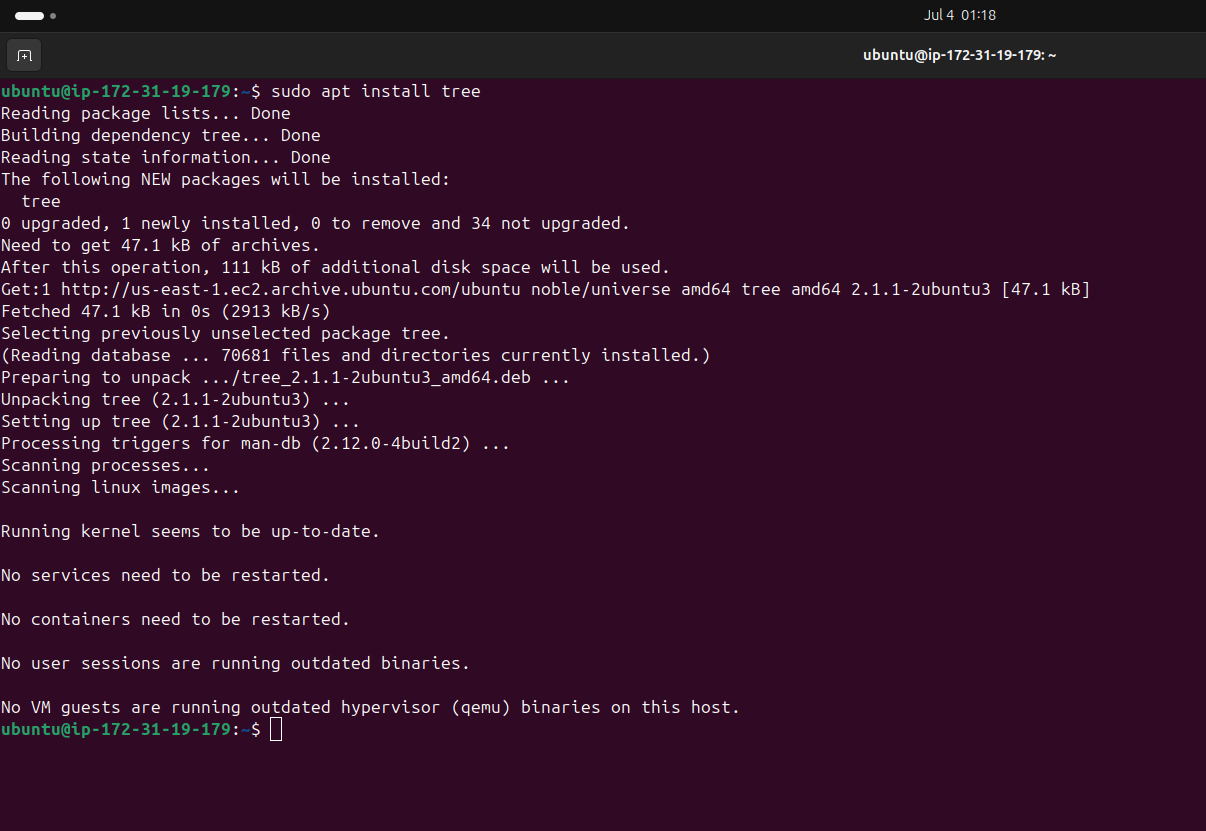 Jul 4 01:18
ubuntu@ip-172-31-19-179: ~
ubuntu@ip-172-31-19-179:~$ sudo apt install tree
Reading package lists... Done
Building dependency tree... Done
Reading state information... Done
The following NEW packages will be installed:
  tree
0 upgraded, 1 newly installed, 0 to remove and 34 not upgraded.
Need to get 47.1 kB of archives.
After this operation, 111 kB of additional disk space will be used.
Get:1 http://us-east-1.ec2.archive.ubuntu.com/ubuntu noble/universe amd64 tree amd64 2.1.1-2ubuntu3 [47.1 kB]
Fetched 47.1 kB in 0s (2913 kB/s)
Selecting previously unselected package tree.
(Reading database ... 70681 files and directories currently installed.)
Preparing to unpack .../tree_2.1.1-2ubuntu3_amd64.deb ...
Unpacking tree (2.1.1-2ubuntu3) ...
Setting up tree (2.1.1-2ubuntu3) ...
Processing triggers for man-db (2.12.0-4build2) ...
Scanning processes...
Scanning linux images...
Running kernel seems to be up-to-date.
No services need to be restarted.
No containers need to be restarted.
No user sessions are running outdated binaries.
No VM guests are running outdated hypervisor (qemu) binaries on this host.
ubuntu@ip-172-31-19-179:~$